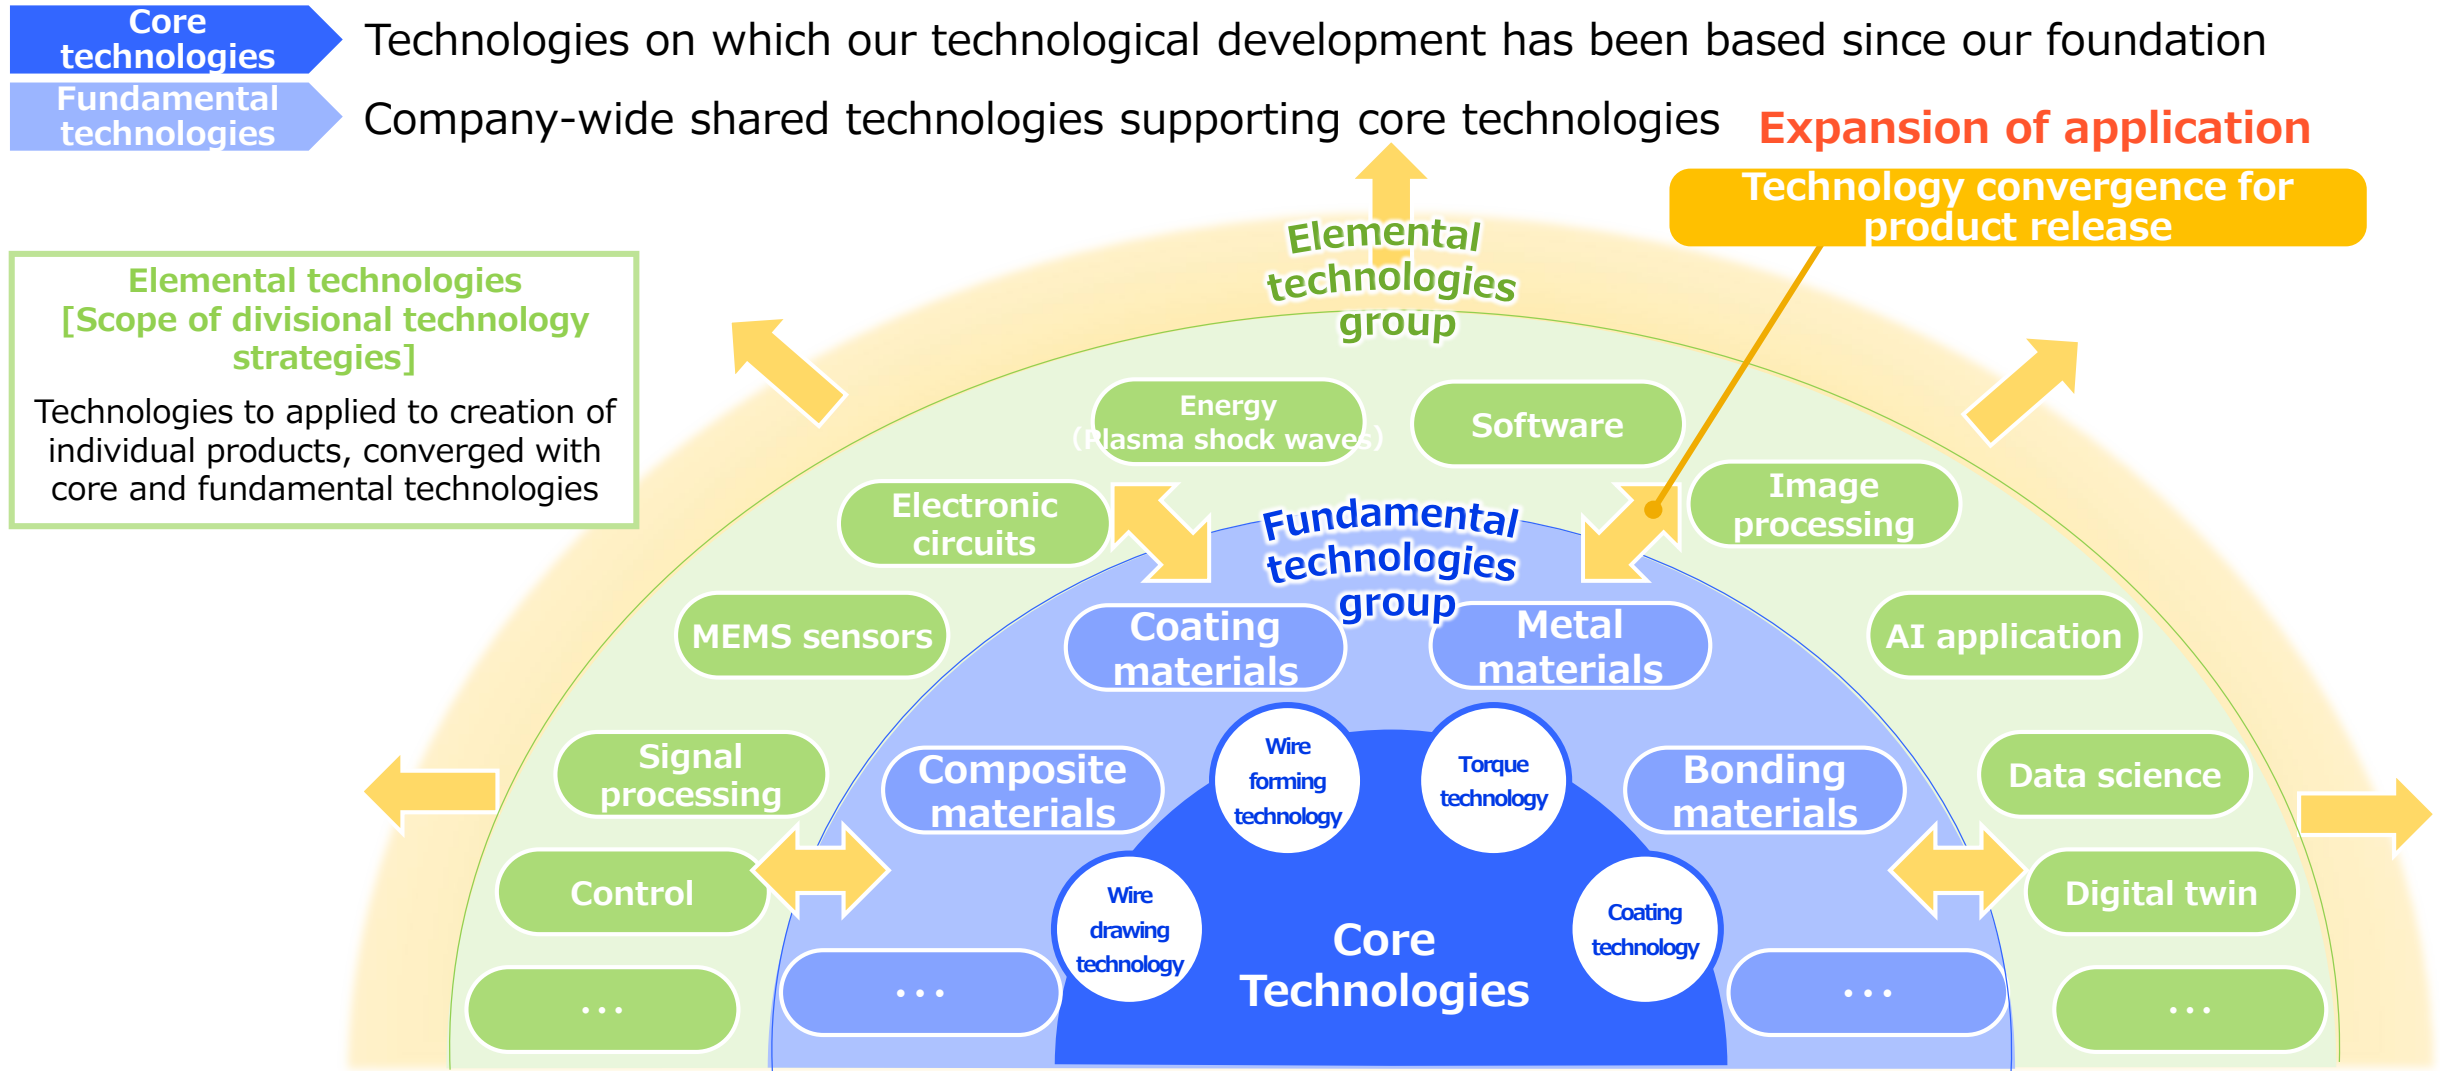 Core
technologies
Technologies on which our technological development has been based since our foundation
Fundamental
technologies
Company-wide shared technologies supporting core technologies
Expansion of application
Technology convergence for
product release
Elemental technologies
[Scope of divisional technology
strategies]
Technologies to applied to creation of
individual products, converged with
core and fundamental technologies
Elemental
technologies
group
Energy
(Plasma shock waves)
Software
Electronic
circuits
Image
processing
MEMS sensors
AI application
Signal
processing
Data science
Control
Digital twin
...
...
Fundamental
technologies
group
Coating
materials
Metal
materials
Composite
materials
Bonding
materials
...
...
Wire
forming
technology
Torque
technology
Wire
drawing
technology
Coating
technology
Core
Technologies